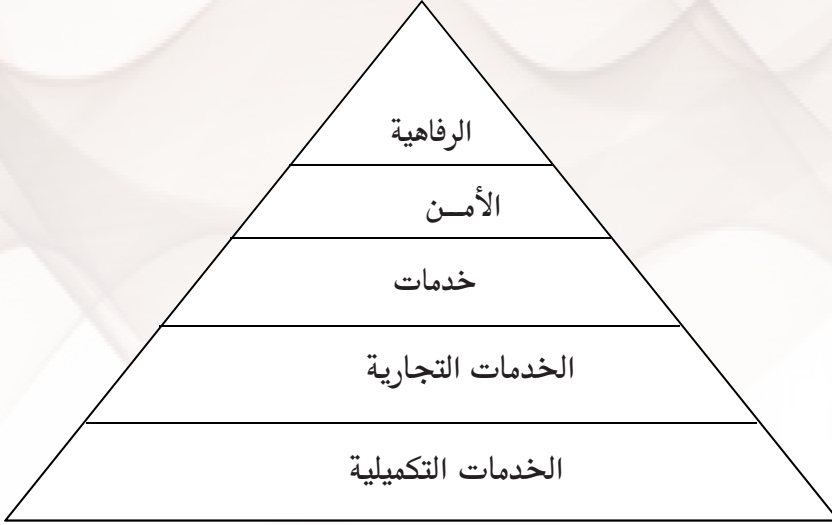 الرفاهية
الأمــن
خدمات
الخدمات التجارية
الخدمات التكميلية